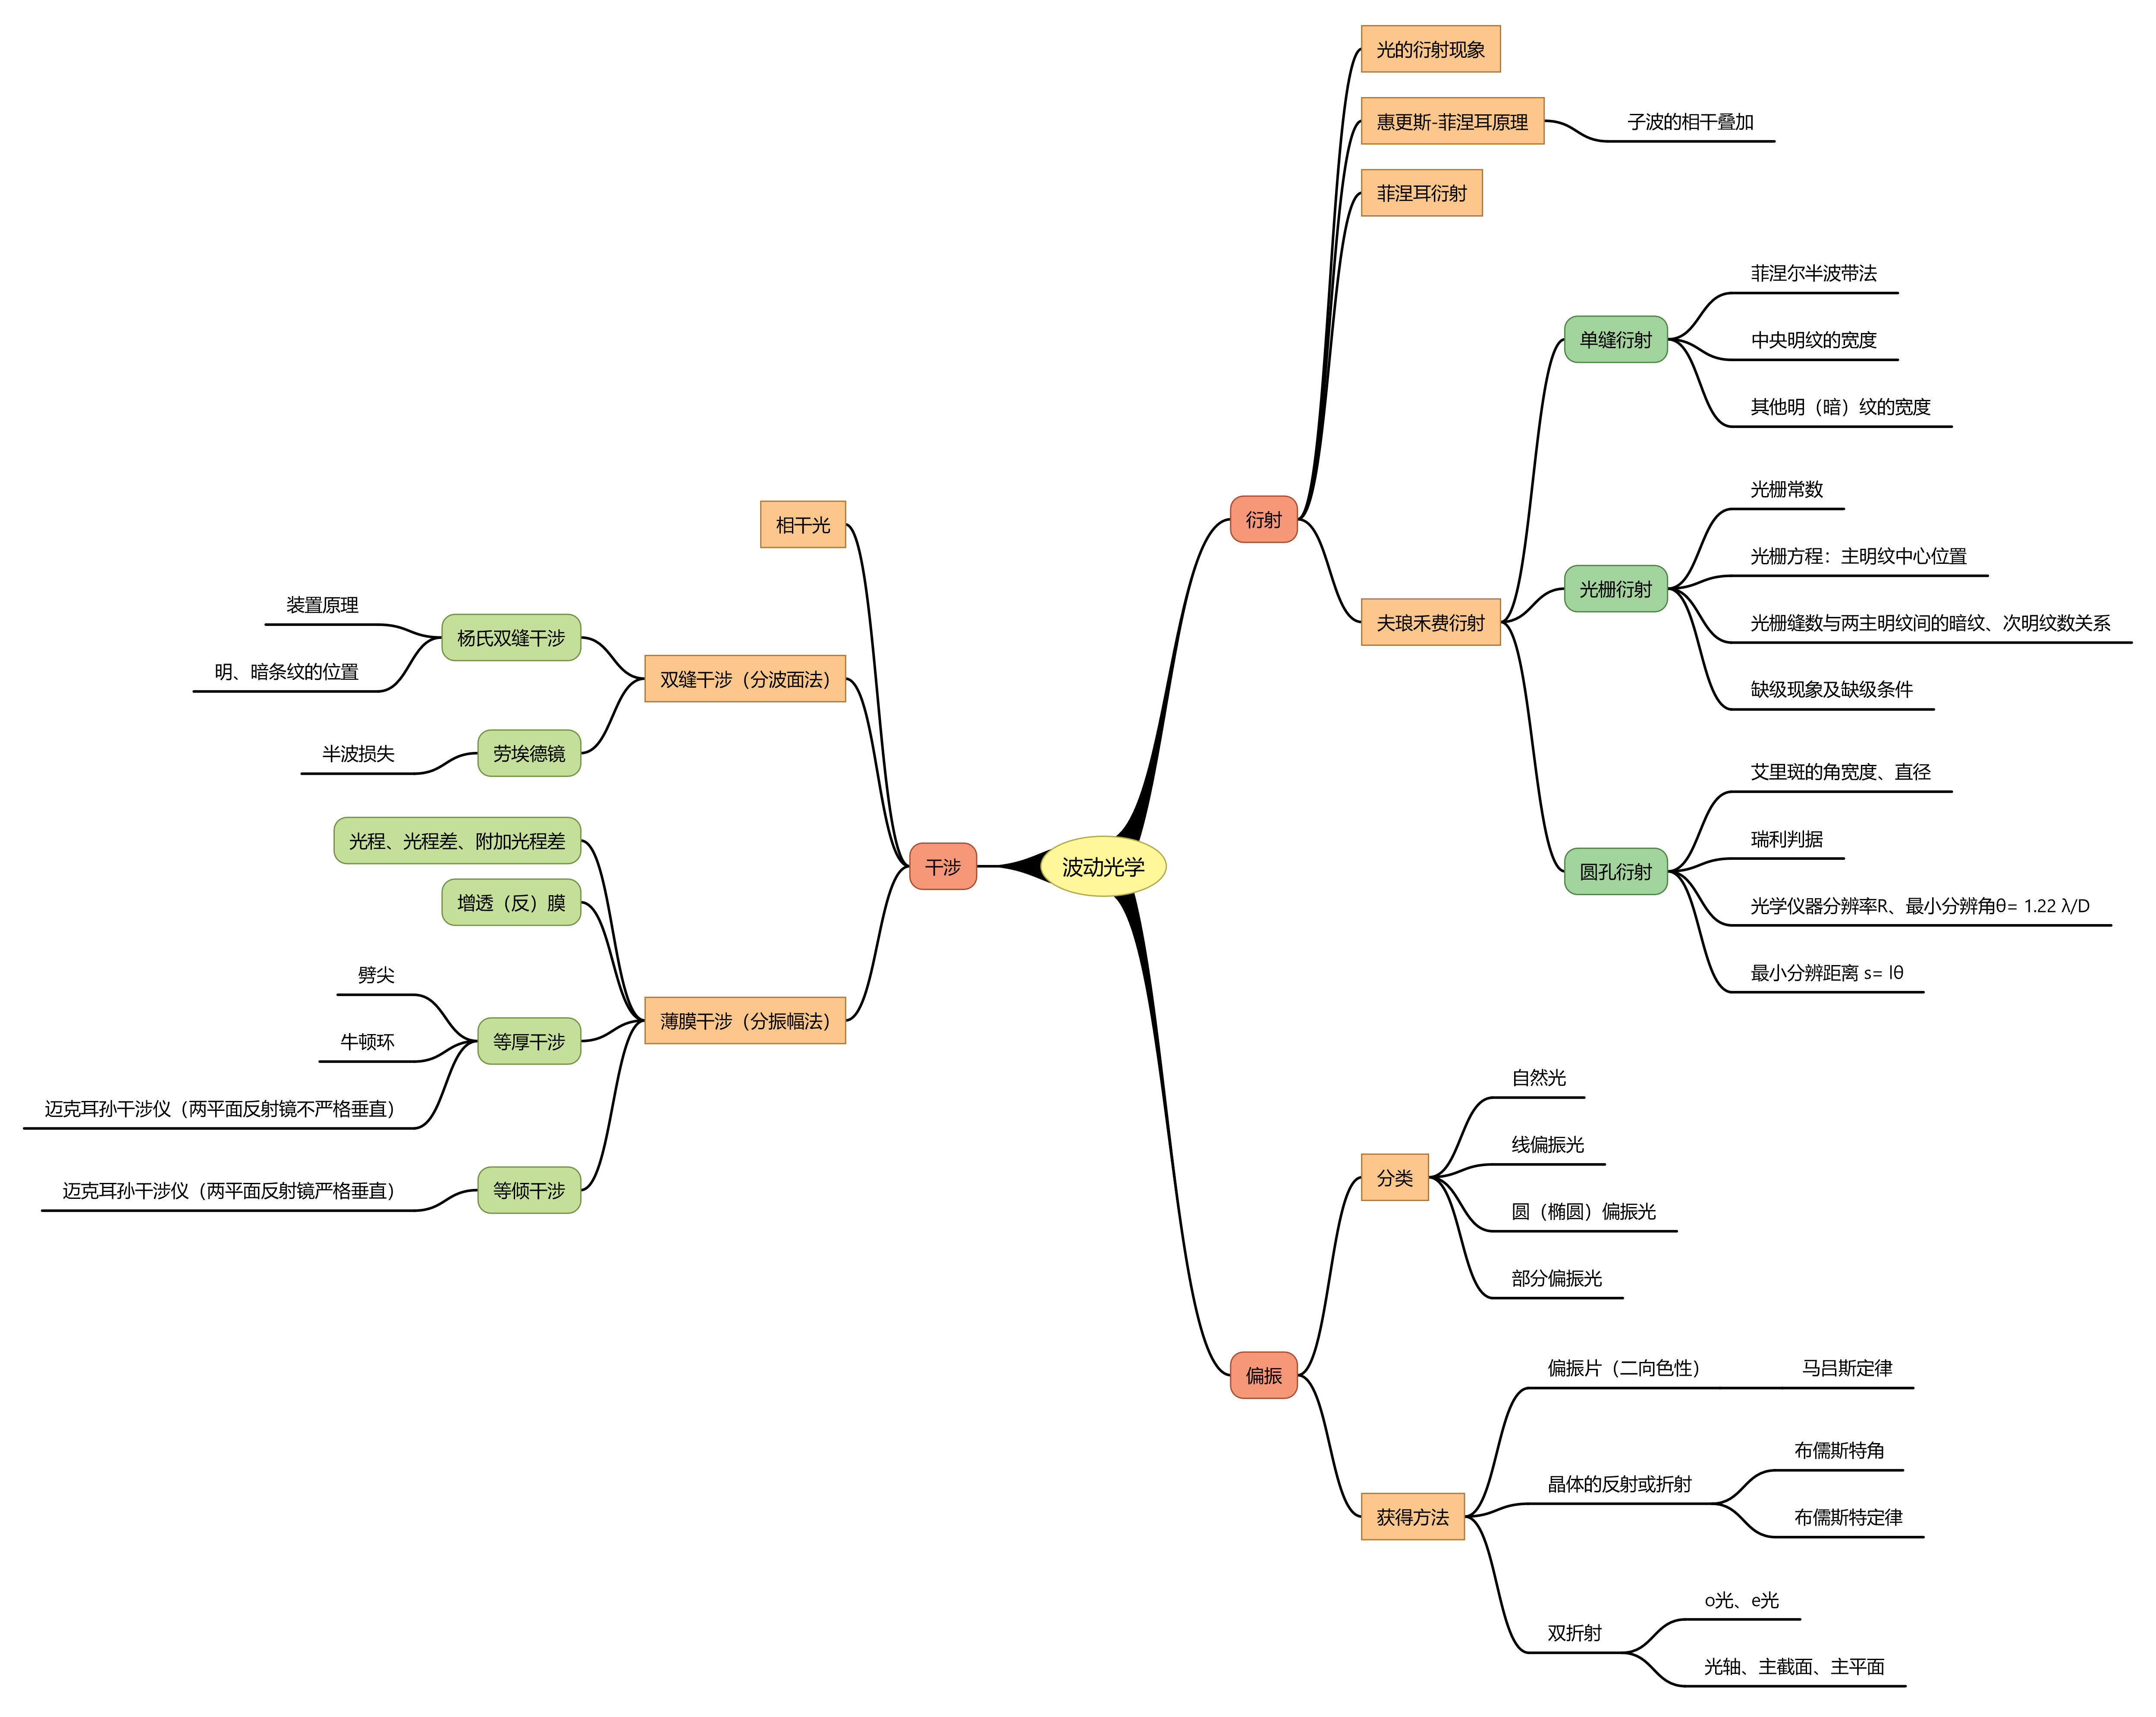 波动光学
衍射
光的衍射现象
惠更斯-菲涅耳原理
子波的相干叠加
菲涅耳衍射
夫琅禾费衍射
单缝衍射
菲涅尔半波带法
中央明纹的宽度
其他明（暗）纹的宽度
光栅衍射
光栅常数
光栅方程：主明纹中心位置
光栅缝数与两主明纹间的暗纹、次明纹数关系
缺级现象及缺级条件
圆孔衍射
艾里斑的角宽度、直径
瑞利判据
光学仪器分辨率R、最小分辨角θ= 1.22 λ/D
最小分辨距离 s= lθ
偏振
分类
自然光
线偏振光
圆（椭圆）偏振光
部分偏振光
获得方法
偏振片（二向色性）
马吕斯定律
晶体的反射或折射
布儒斯特角
布儒斯特定律
双折射
o光、e光
光轴、主截面、主平面
干涉
相干光
双缝干涉（分波面法）
杨氏双缝干涉
装置原理
明、暗条纹的位置
劳埃德镜
半波损失
薄膜干涉（分振幅法）
光程、光程差、附加光程差
增透（反）膜
等厚干涉
劈尖
牛顿环
迈克耳孙干涉仪（两平面反射镜不严格垂直）
等倾干涉
迈克耳孙干涉仪（两平面反射镜严格垂直）